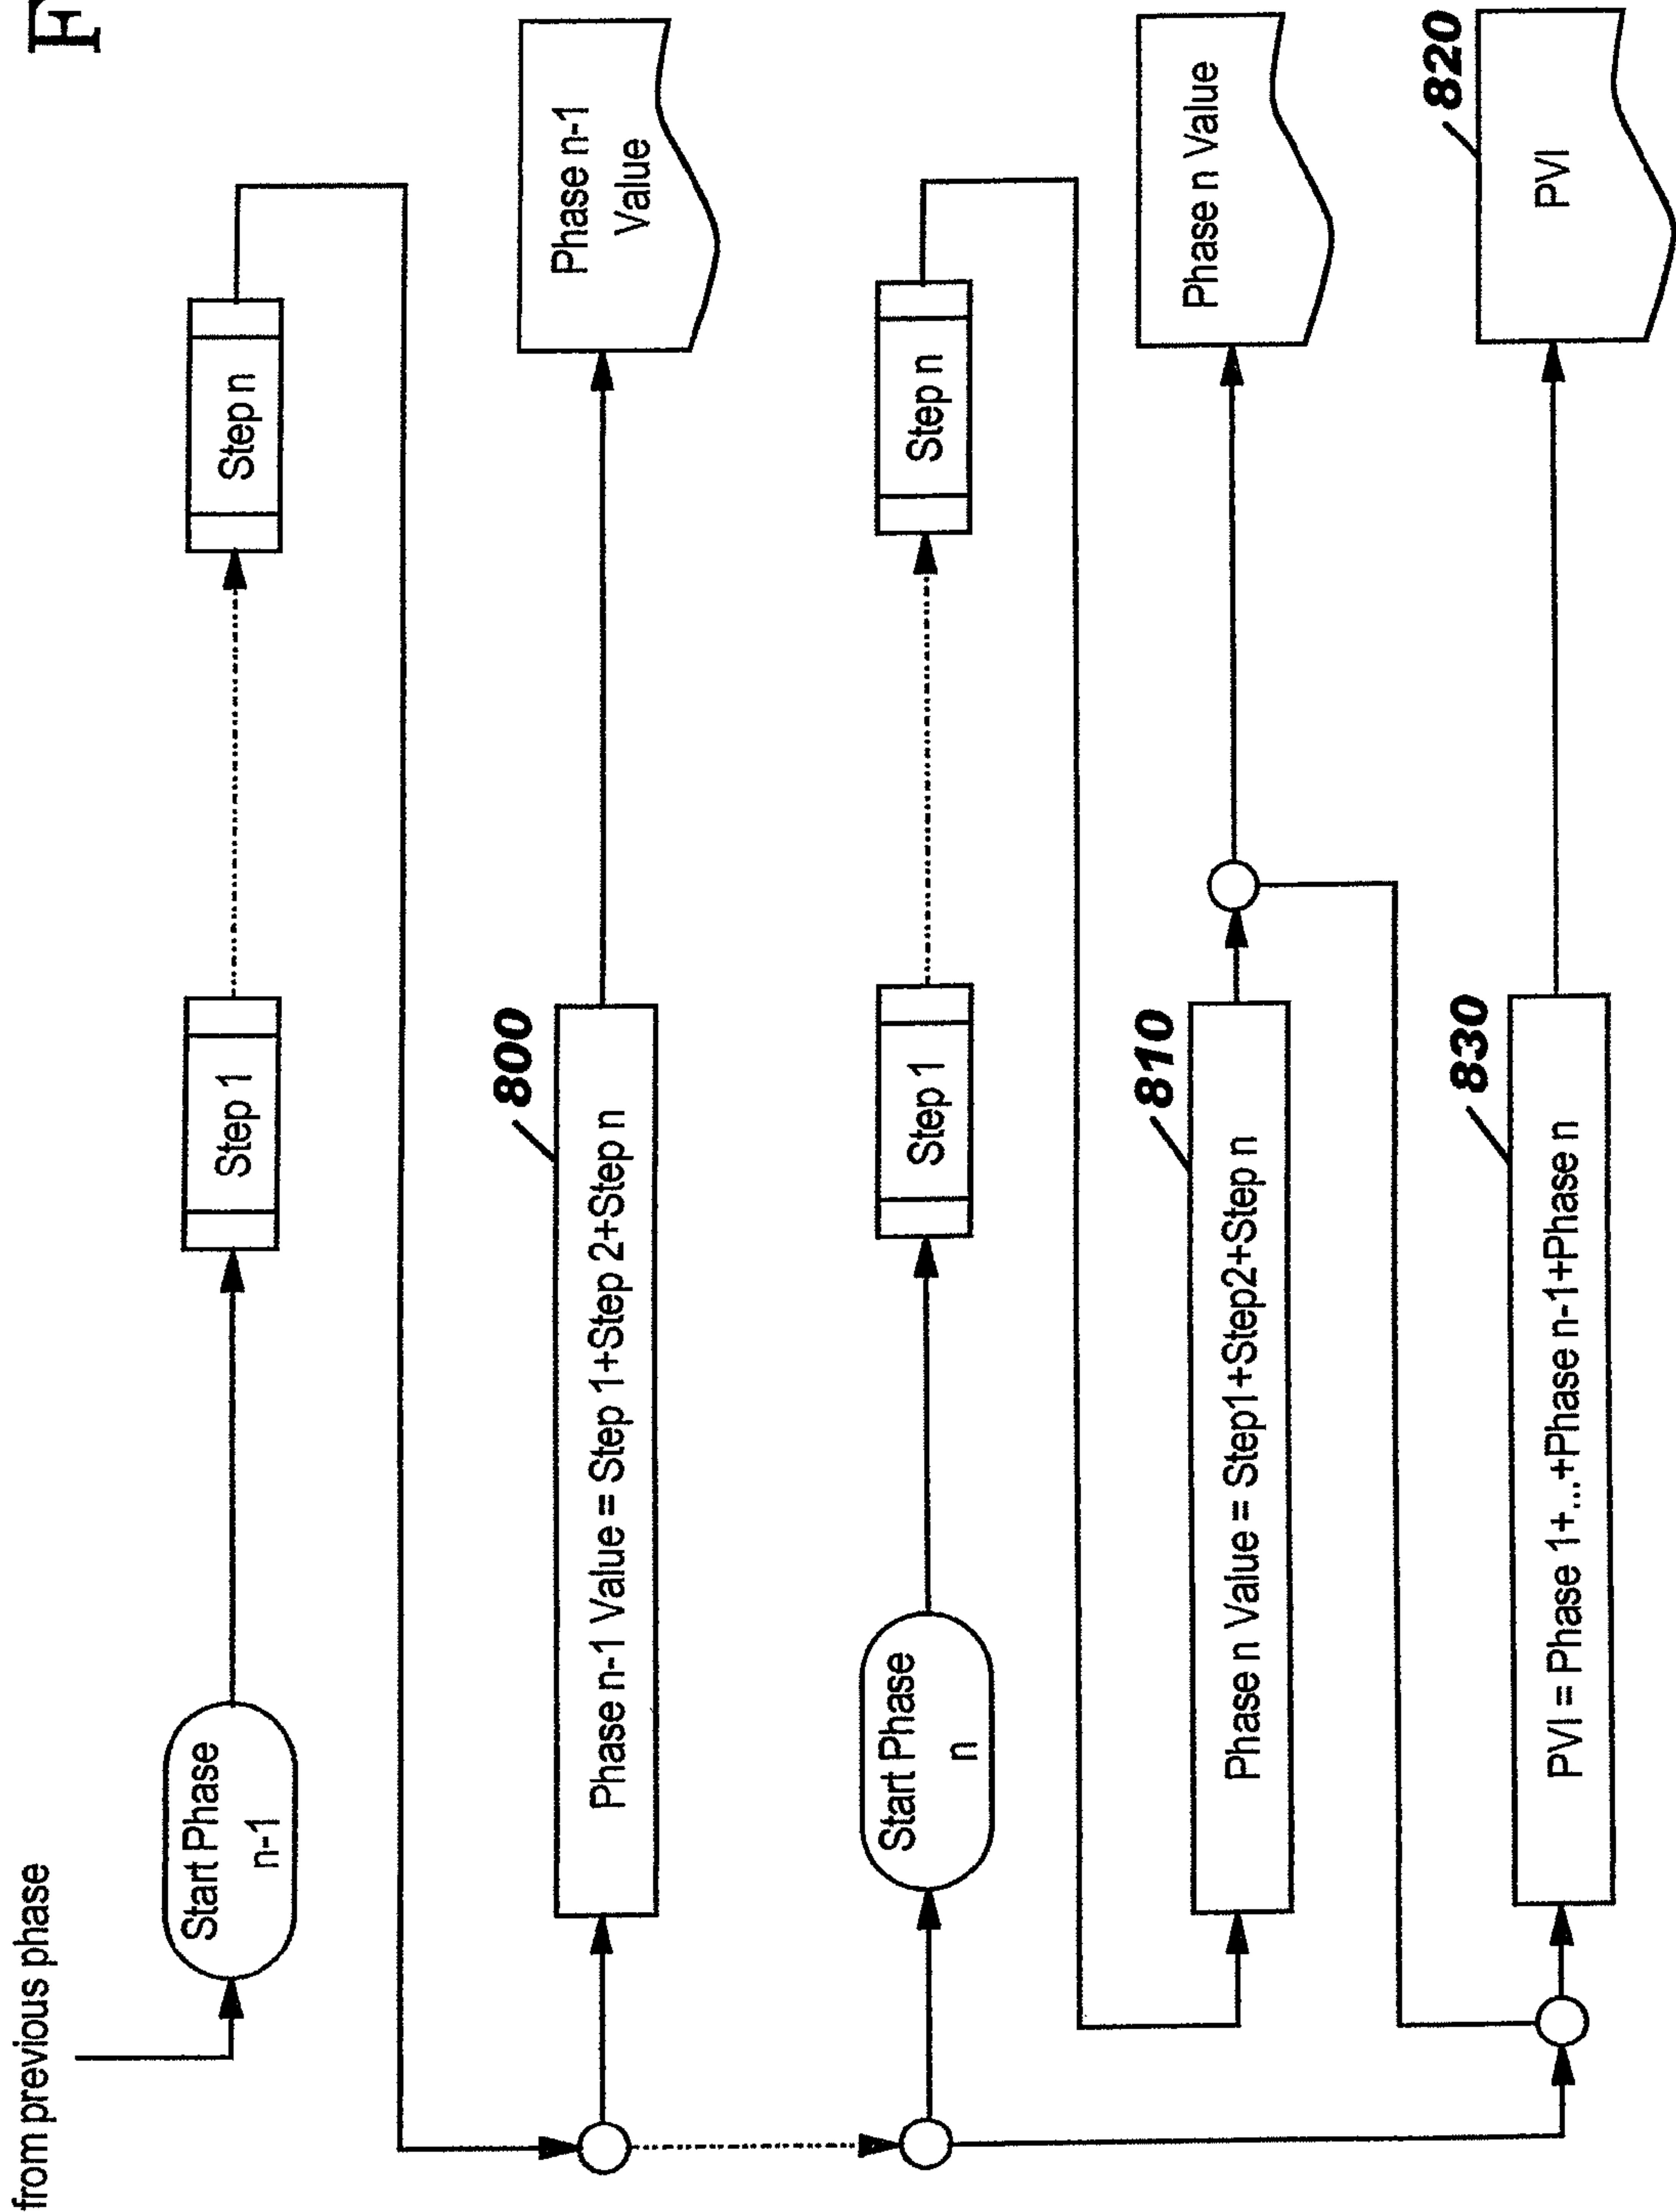 from previous phase
Start Phase
n-1
Step 1
Step n
800
Phase n-1 Value = Step 1+Step 2+Step n
Phase n-1
Value
Start Phase
n
Step 1
Step n
810
Phase n Value = Step1+Step2+Step n
Phase n Value
830
PVI = Phase 1+...+Phase n-1+Phase n
820
PVI